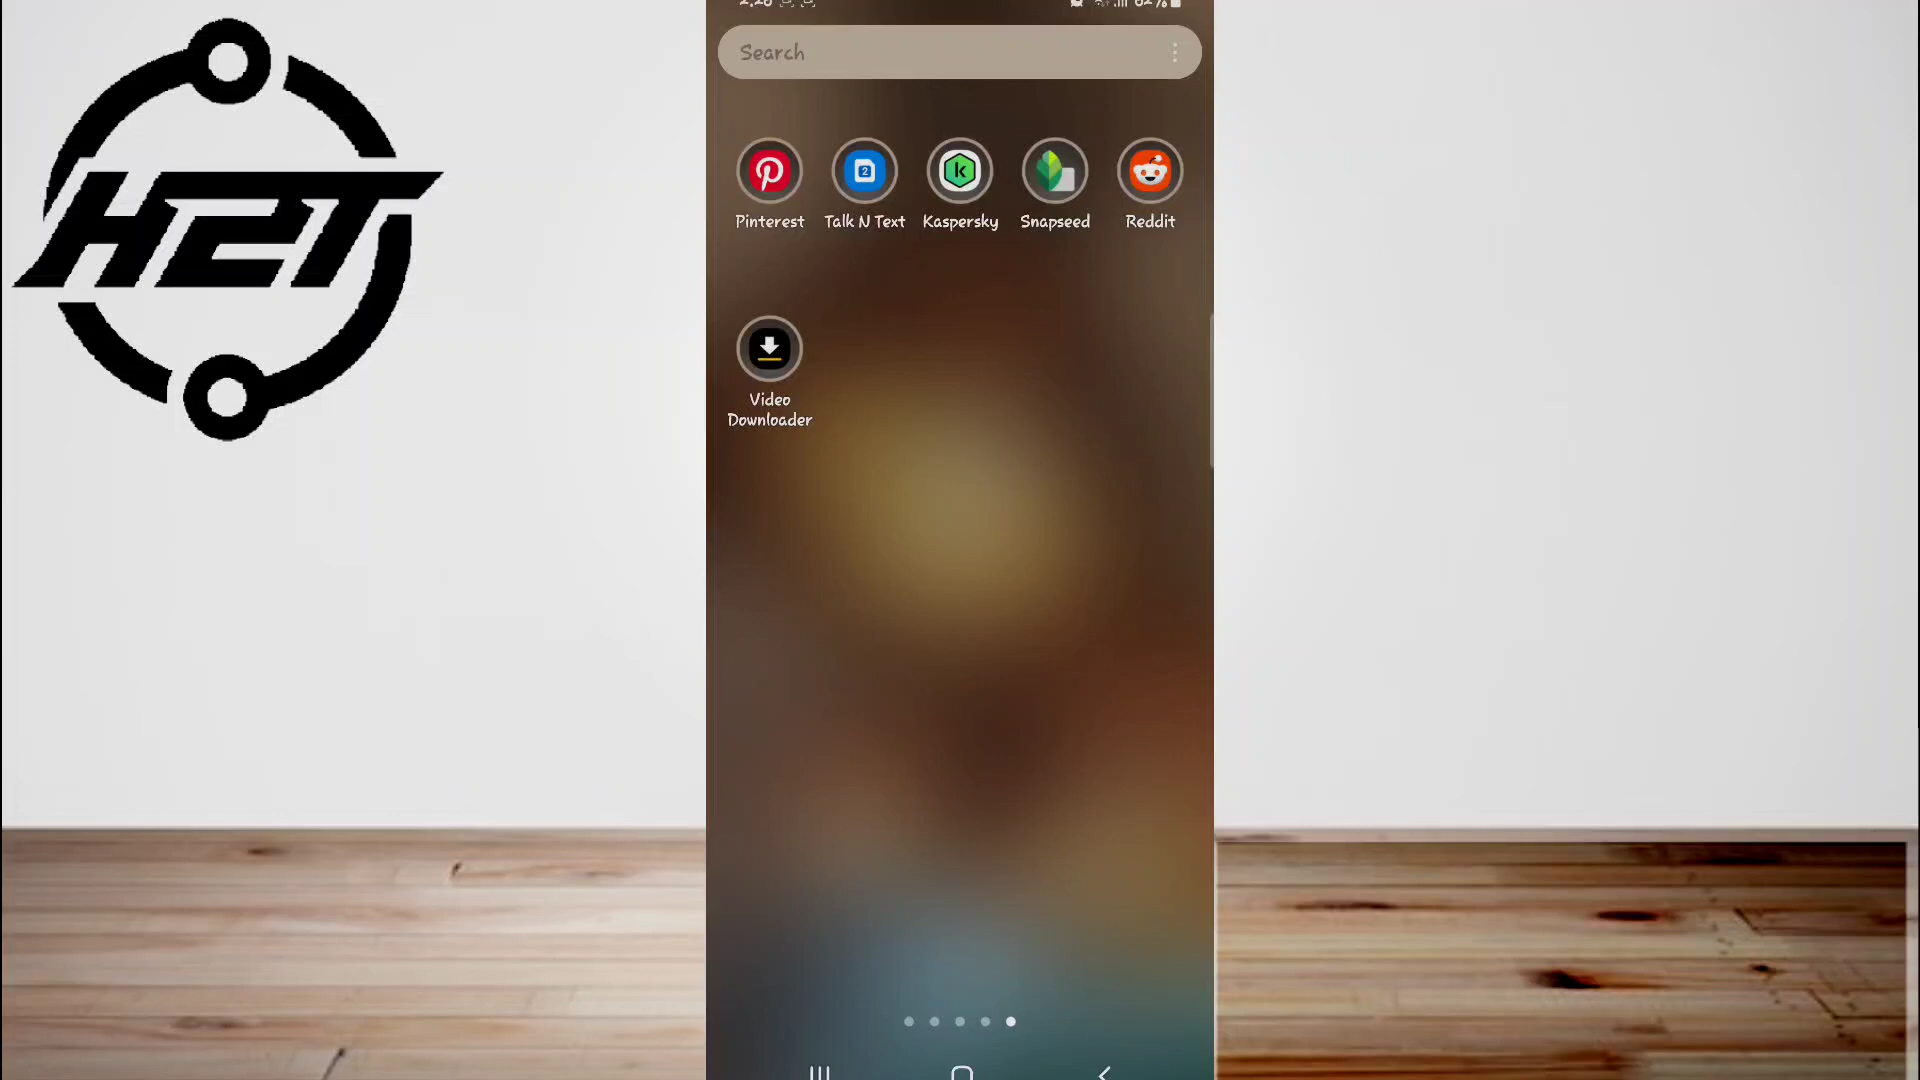 H2T
Search
Pinterest
Talk N Text
Kaspersky
Snapseed
Reddit
Video
Downloader